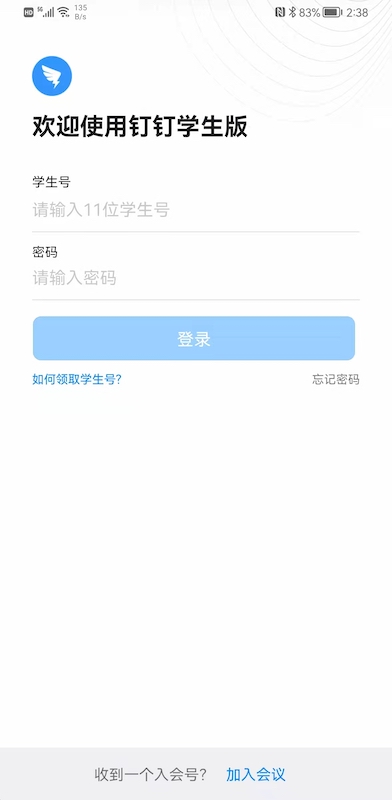 HD 5G 135 B/s 83% 2:38
欢迎使用钉钉学生版
学生号
请输入11位学生号
密码
请输入密码
登录
如何领取学生号? 忘记密码
收到一个入会号? 加入会议